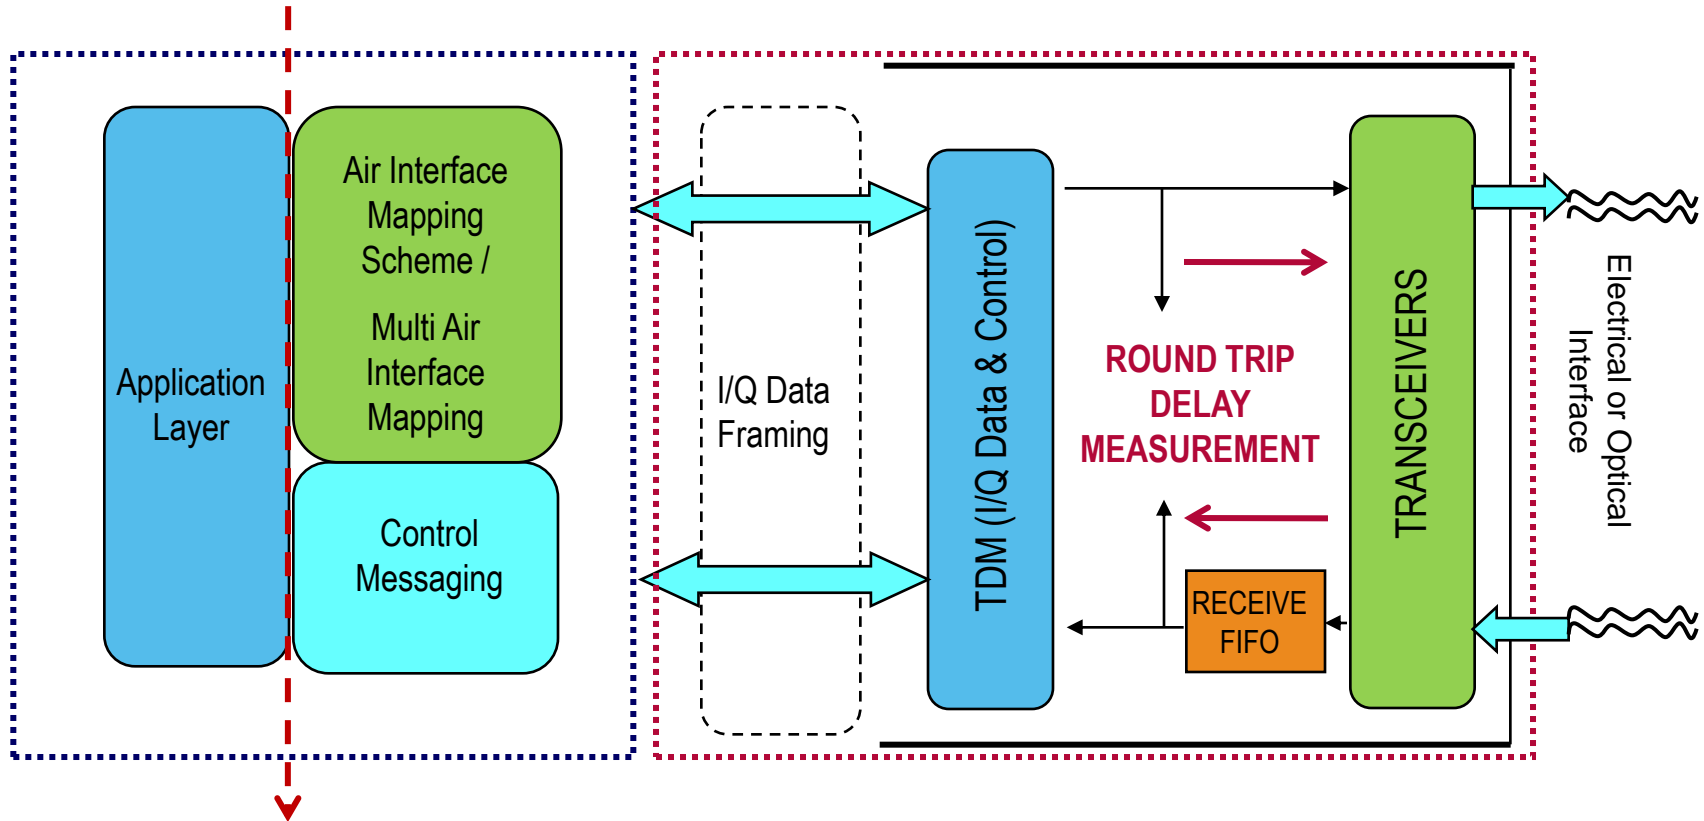 Application
Layer
Air Interface
Mapping
Scheme /
Multi Air
Interface
Mapping
Control
Messaging
I/Q Data
Framing
TDM (I/Q Data & Control)
ROUND TRIP
DELAY
MEASUREMENT
RECEIVE
FIFO
TRANSCEIVERS
Electrical or Optical
Interface